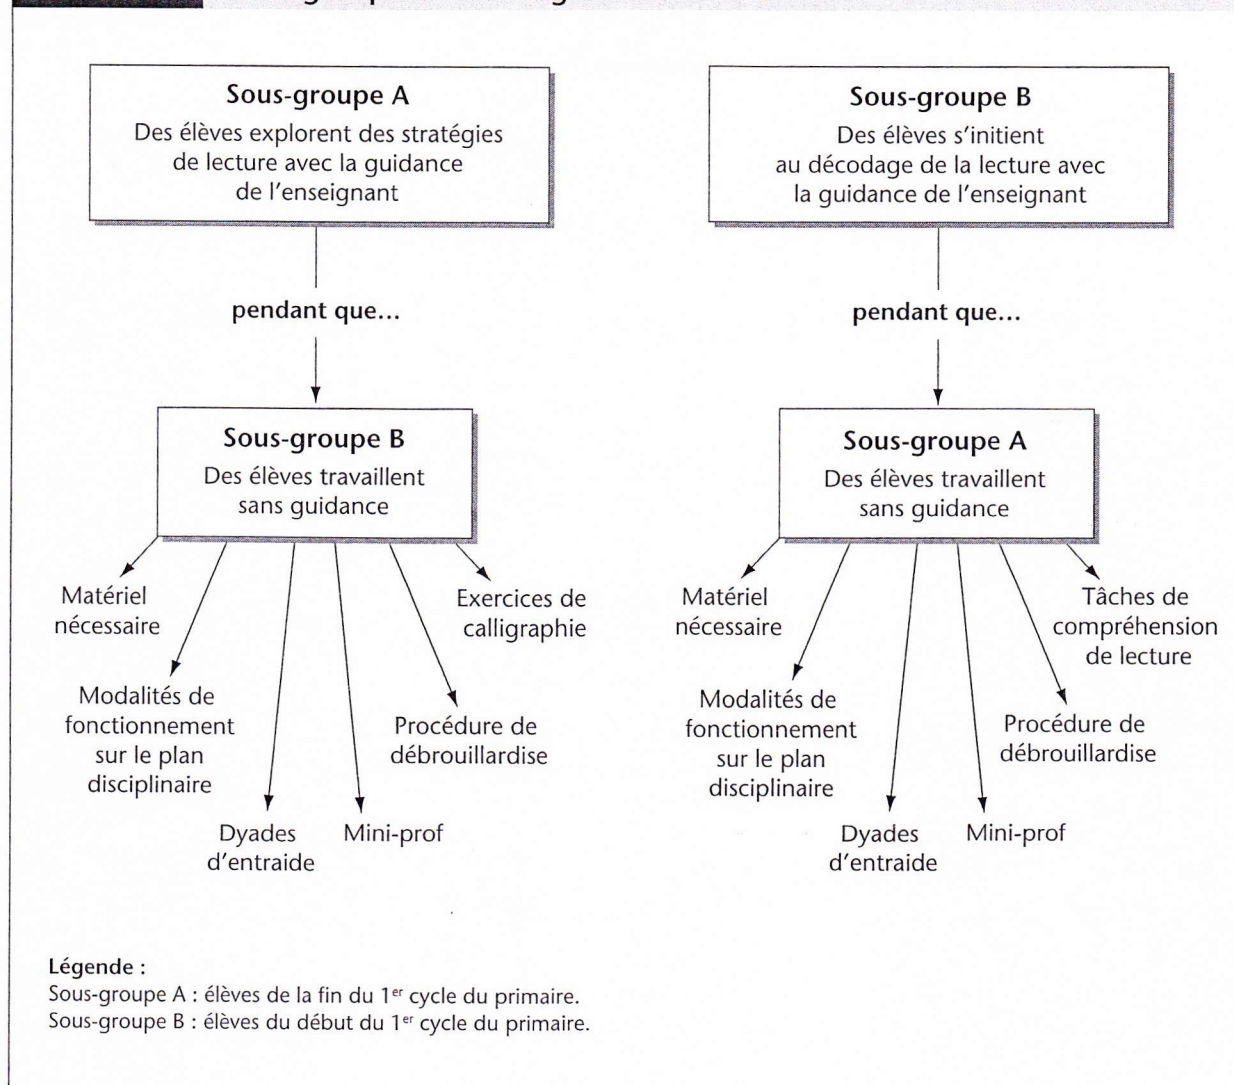 Sous-groupe A
Des élèves explorent des stratégies
de lecture avec la guidance
de l'enseignant
pendant que…
Sous-groupe B
Des élèves travaillent
sans guidance
Matériel
nécessaire
Modalités de
fonctionnement
sur le plan
disciplinaire
Dyades
d'entraide
Mini-prof
Procédure de
débrouillardise
Exercices de
calligraphie
Sous-groupe B
Des élèves s'initient
au décodage de la lecture avec
la guidance de l'enseignant
pendant que…
Sous-groupe A
Des élèves travaillent
sans guidance
Matériel
nécessaire
Modalités de
fonctionnement
sur le plan
disciplinaire
Dyades
d'entraide
Mini-prof
Procédure de
débrouillardise
Tâches de
compréhension
de lecture
Légende :
Sous-groupe A : élèves de la fin du 1er cycle du primaire.
Sous-groupe B : élèves du début du 1er cycle du primaire.